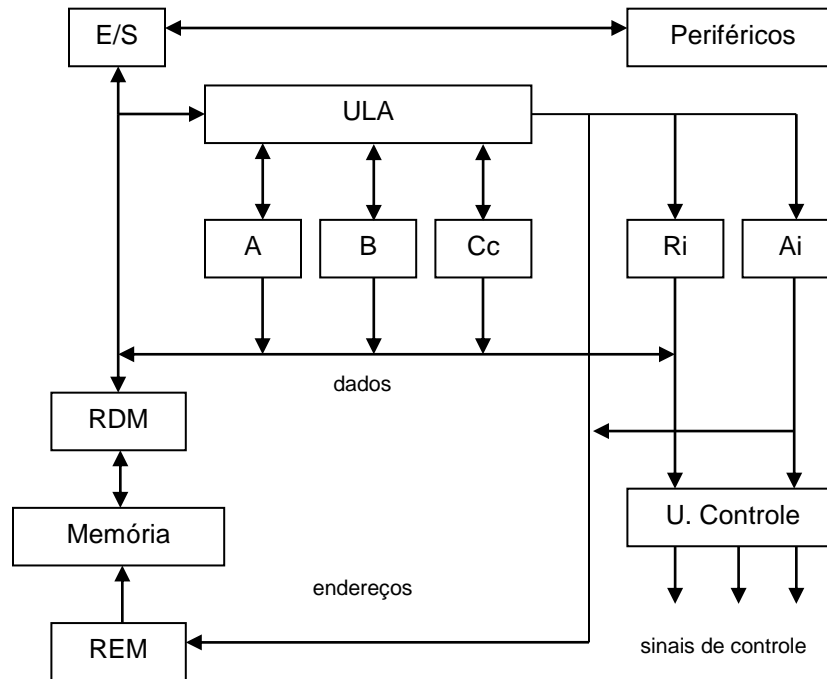 E/S
Periféricos
ULA
A
B
Cc
Ri
Ai
dados
RDM
U. Controle
Memória
endereços
REM
sinais de controle